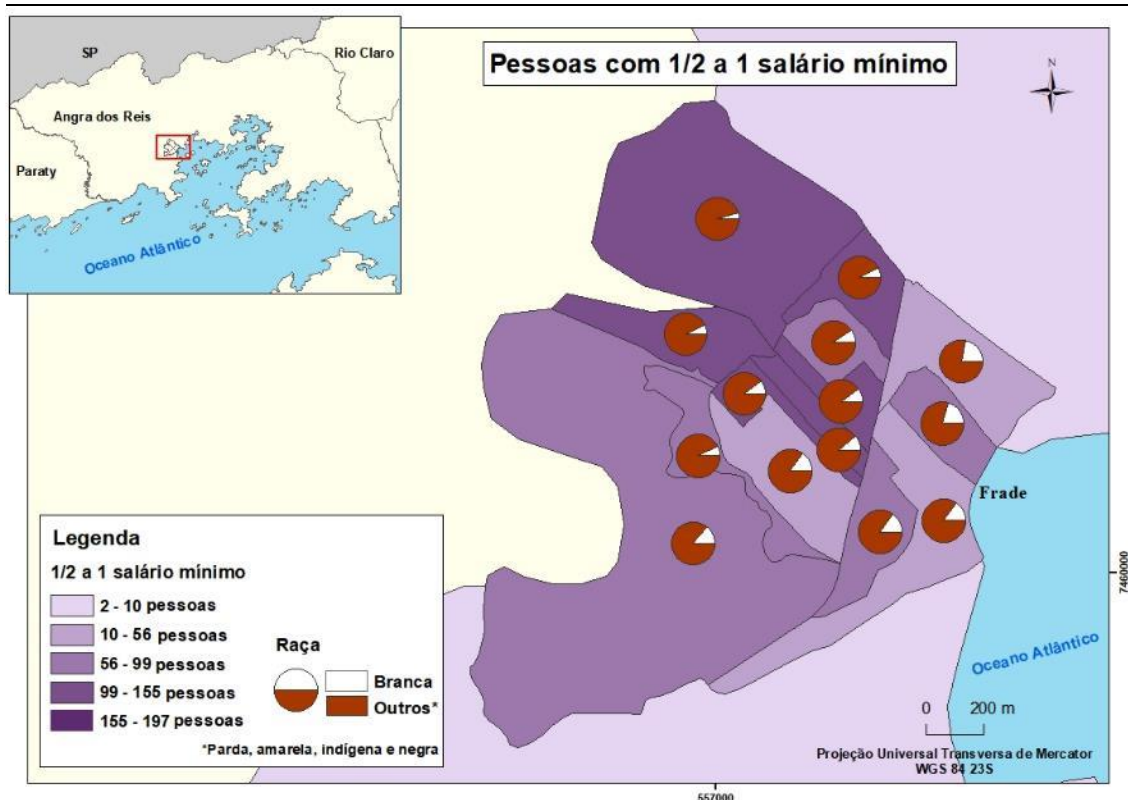 Pessoas com 1/2 a 1 salário mínimo
SP
Rio Claro
Angra dos Reis
Paraty
Oceano Atlântico
N
Frade
Oceano Atlântico
7460000
557000
Legenda
1/2 a 1 salário mínimo
2 - 10 pessoas
10 - 56 pessoas
56 - 99 pessoas
99 - 155 pessoas
155 - 197 pessoas
Raça
Branca
Outros*
*Parda, amarela, indígena e negra
0 200 m
Projeção Universal Transversa de Mercator
WGS 84 23S